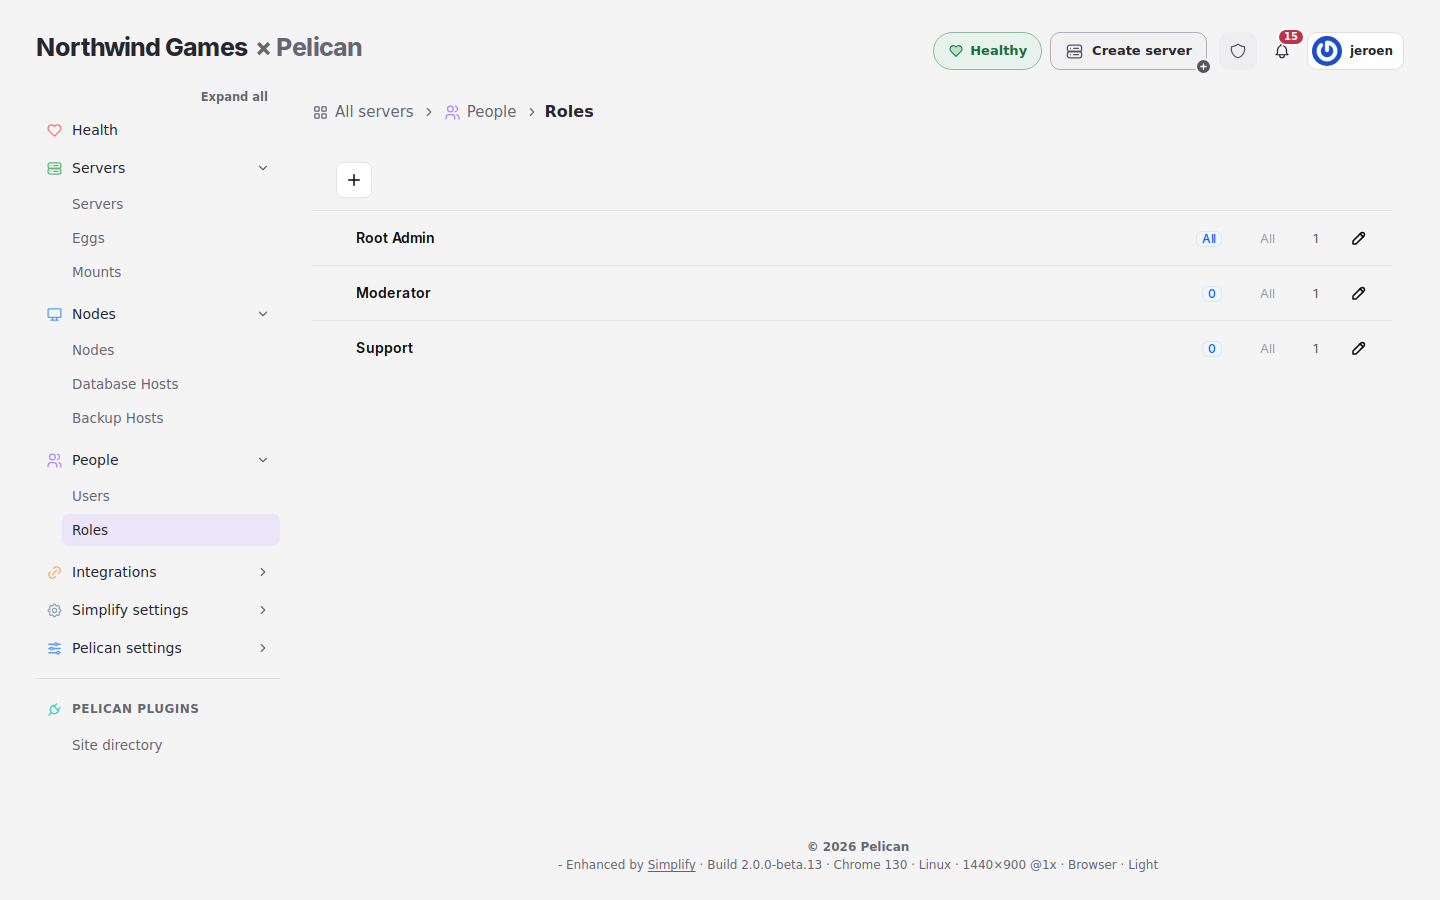 Northwind Games × Pelican
Healthy
Create server
15
jeroen
Expand all
Health
Servers
Servers
Eggs
Mounts
Nodes
Nodes
Database Hosts
Backup Hosts
People
Users
Roles
Integrations
Simplify settings
Pelican settings
PELICAN PLUGINS
Site directory
All servers > People > Roles
Root Admin All All 1
Moderator 0 All 1
Support 0 All 1
© 2026 Pelican
- Enhanced by Simplify · Build 2.0.0-beta.13 · Chrome 130 · Linux · 1440×900 @1x · Browser · Light